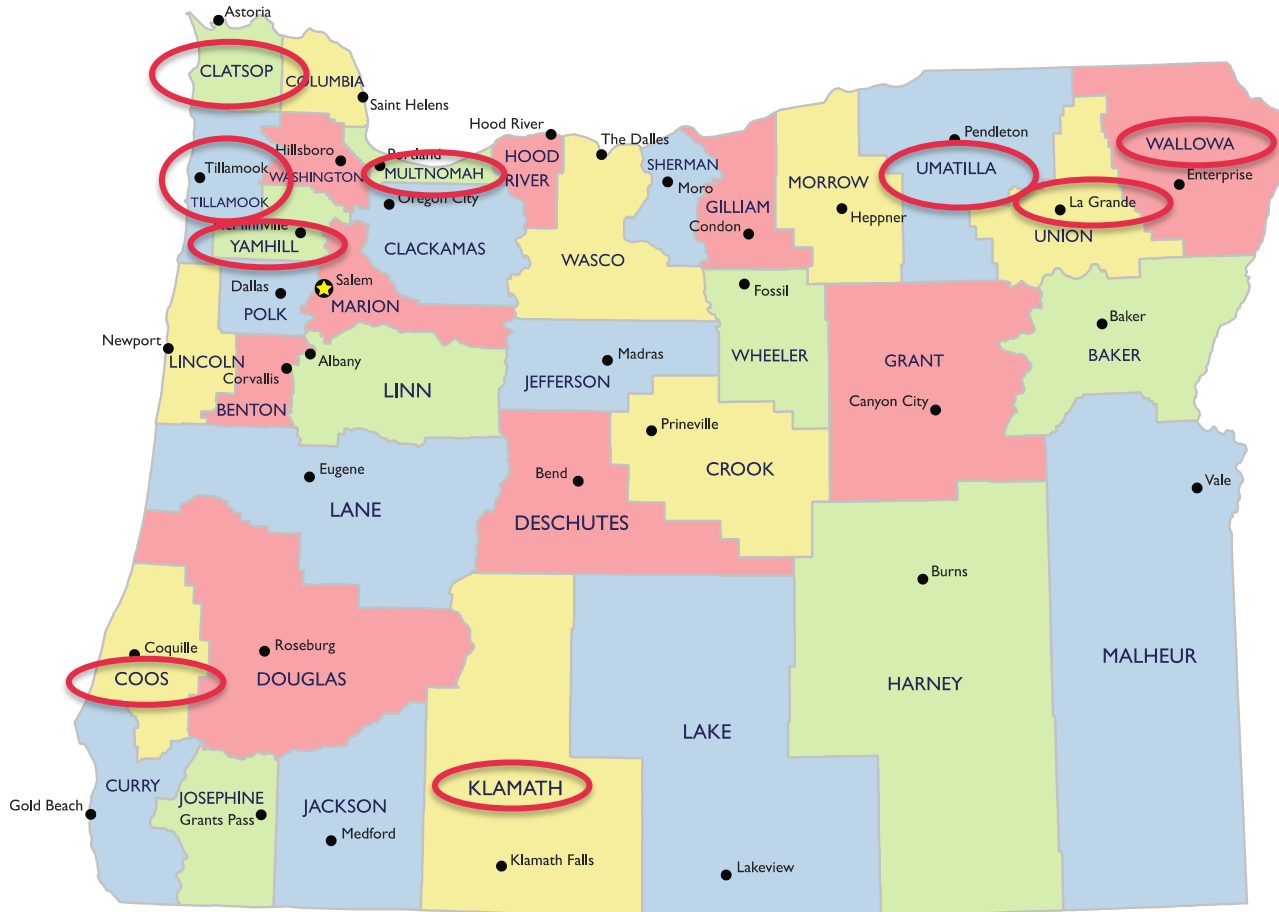 Astoria
CLATSOP
COLUMBIA
Saint Helens
Hood River
The Dalles
Pendleton
Hillsboro
Portland
HOOD
RIVER
SHERMAN
WALLOWA
Tillamook
WASHINGTON
MULTNOMAH
Moro
MORROW
UMATILLA
Enterprise
TILLAMOOK
Oregon City
GILLIAM
Heppner
La Grande
McMinnville
YAMHILL
CLACKAMAS
Condon
UNION
WASCO
Dallas
Salem
POLK
MARION
Fossil
Baker
Newport
LINCOLN
Albany
Corvallis
BENTON
LINN
Madras
JEFFERSON
WHEELER
GRANT
BAKER
Canyon City
Prineville
CROOK
Eugene
LANE
Bend
DESCHUTES
Vale
Burns
Coquille
COOS
Roseburg
DOUGLAS
HARNEY
MALHEUR
LAKE
CURRY
Gold Beach
JOSEPHINE
Grants Pass
JACKSON
Medford
KLAMATH
Klamath Falls
Lakeview